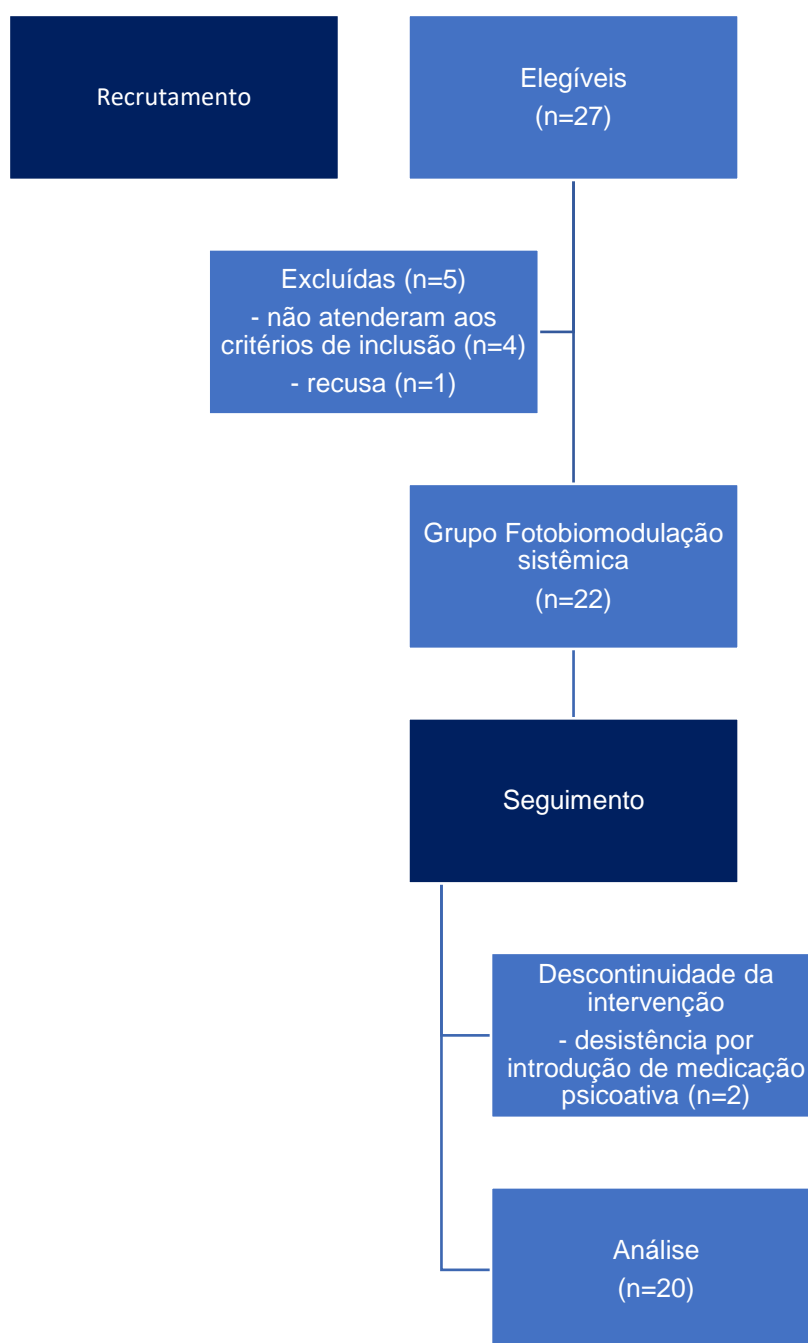 Recrutamento
Elegíveis
(n=27)
Excluídas (n=5)
- não atenderam aos
critérios de inclusão (n=4)
- recusa (n=1)
Grupo Fotobiomodulação
sistêmica
(n=22)
Seguimento
Descontinuidade da
intervenção
- desistência por
introdução de medicação
psicoativa (n=2)
Análise
(n=20)